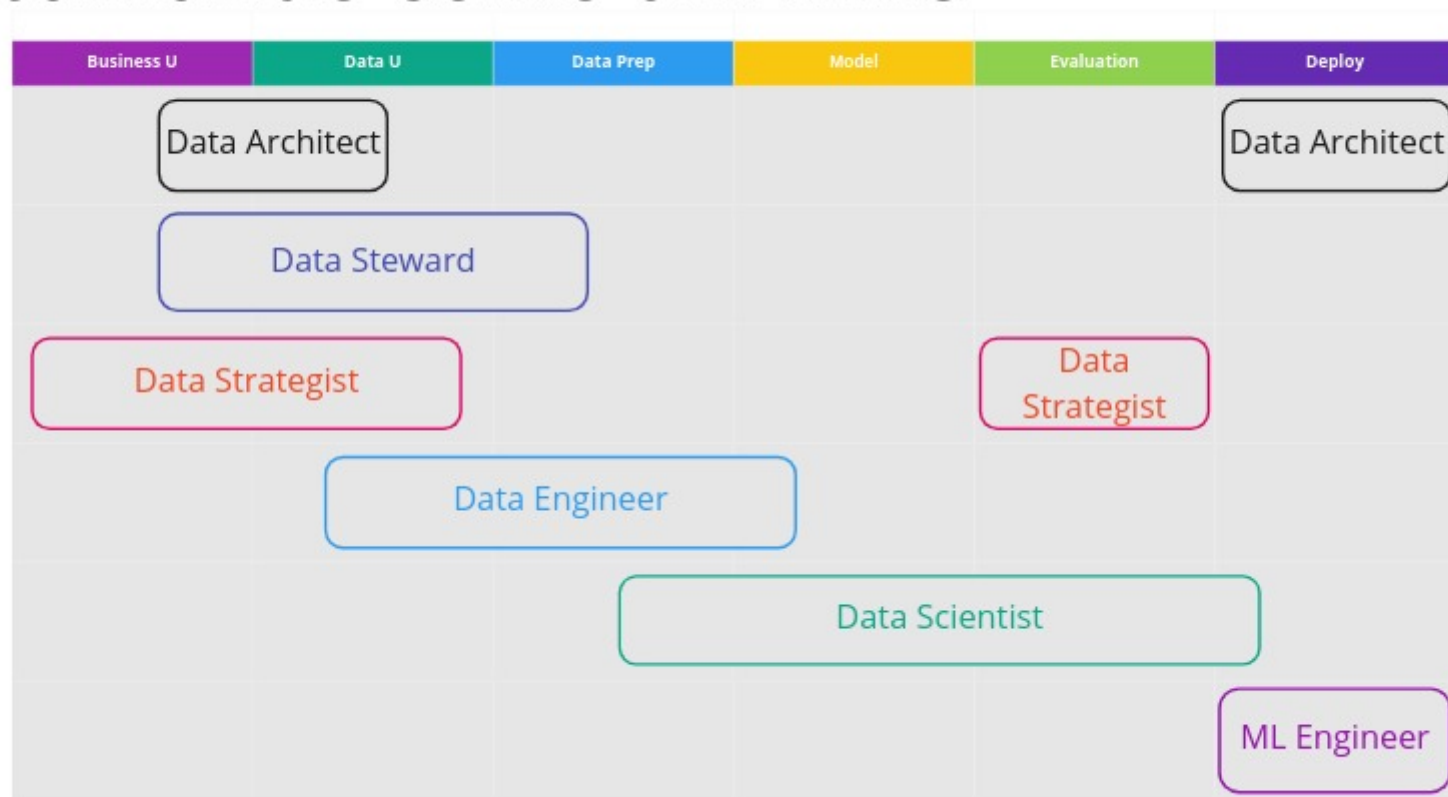 Business U Data U Data Prep Model Evaluation Deploy
Data Architect Data Architect
Data Steward
Data Strategist Data
Strategist
Data Engineer
Data Scientist
ML Engineer